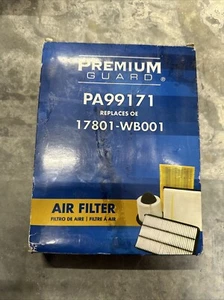 PREMIUM
GUARD®
PA99171
REPLACES OE
17801-WB001
AIR FILTER
FILTRO DE AIRE | FILTRE À AIR